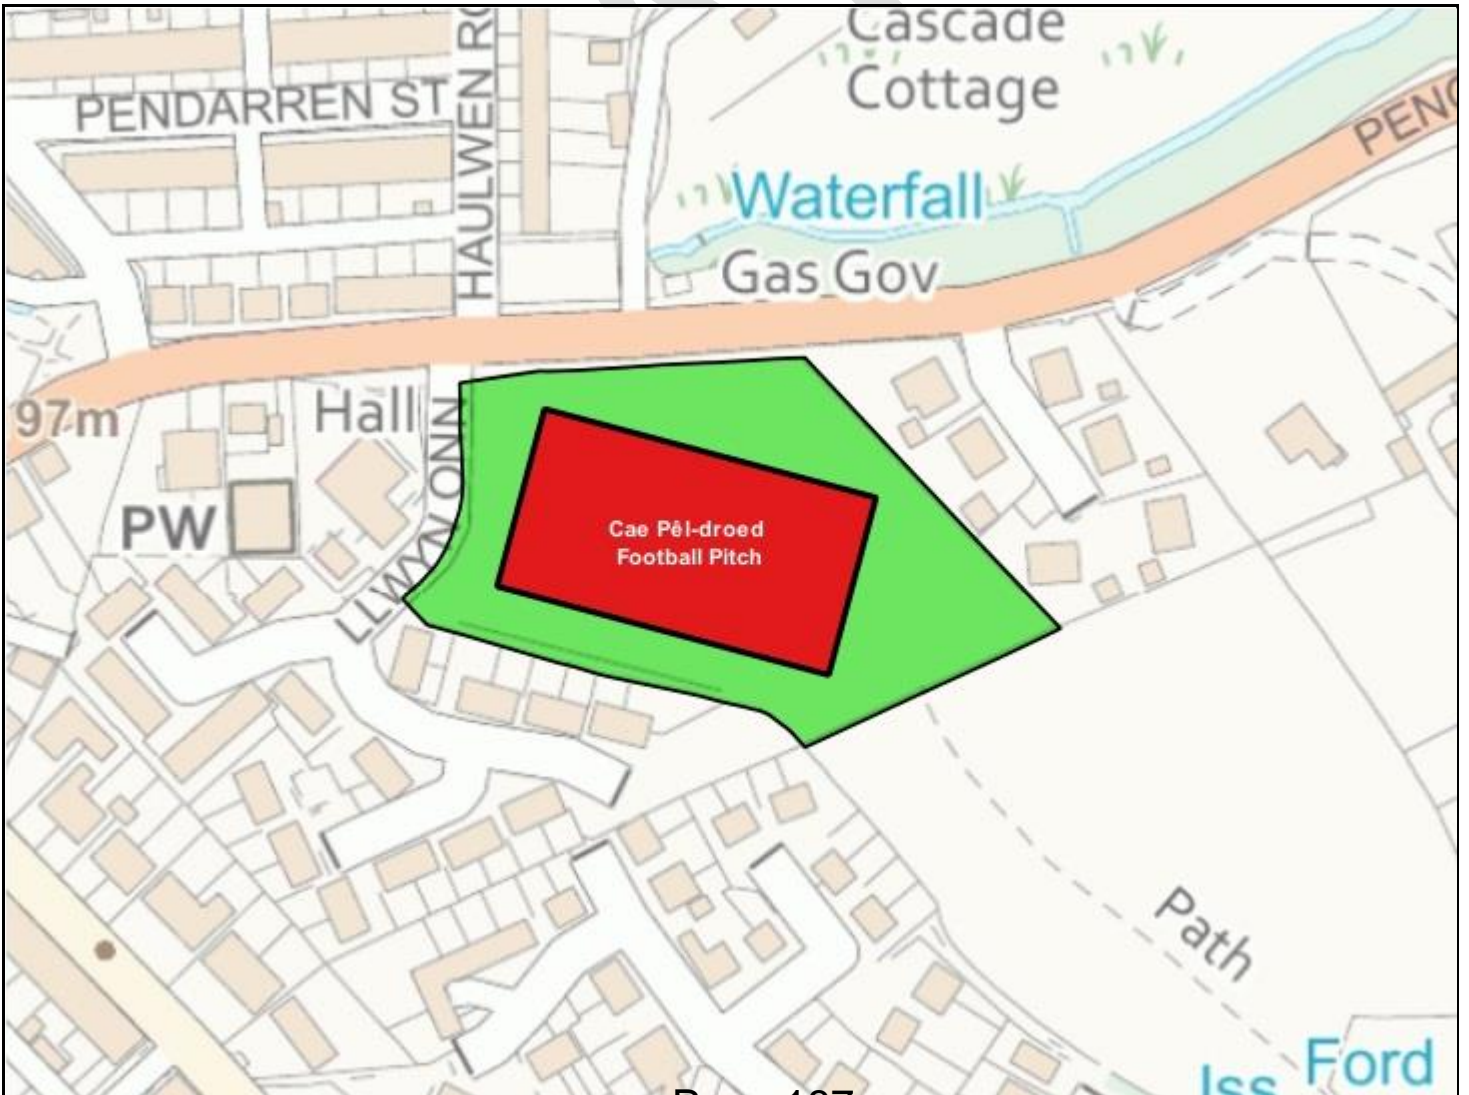 Cascade
Cottage
PENDARREN ST
HAULWEN
Waterfall
Gas Gov
97m
Hall
PW
LLWYN ONN
Cae Pêl-droed
Football Pitch
Path
Ford
Iss